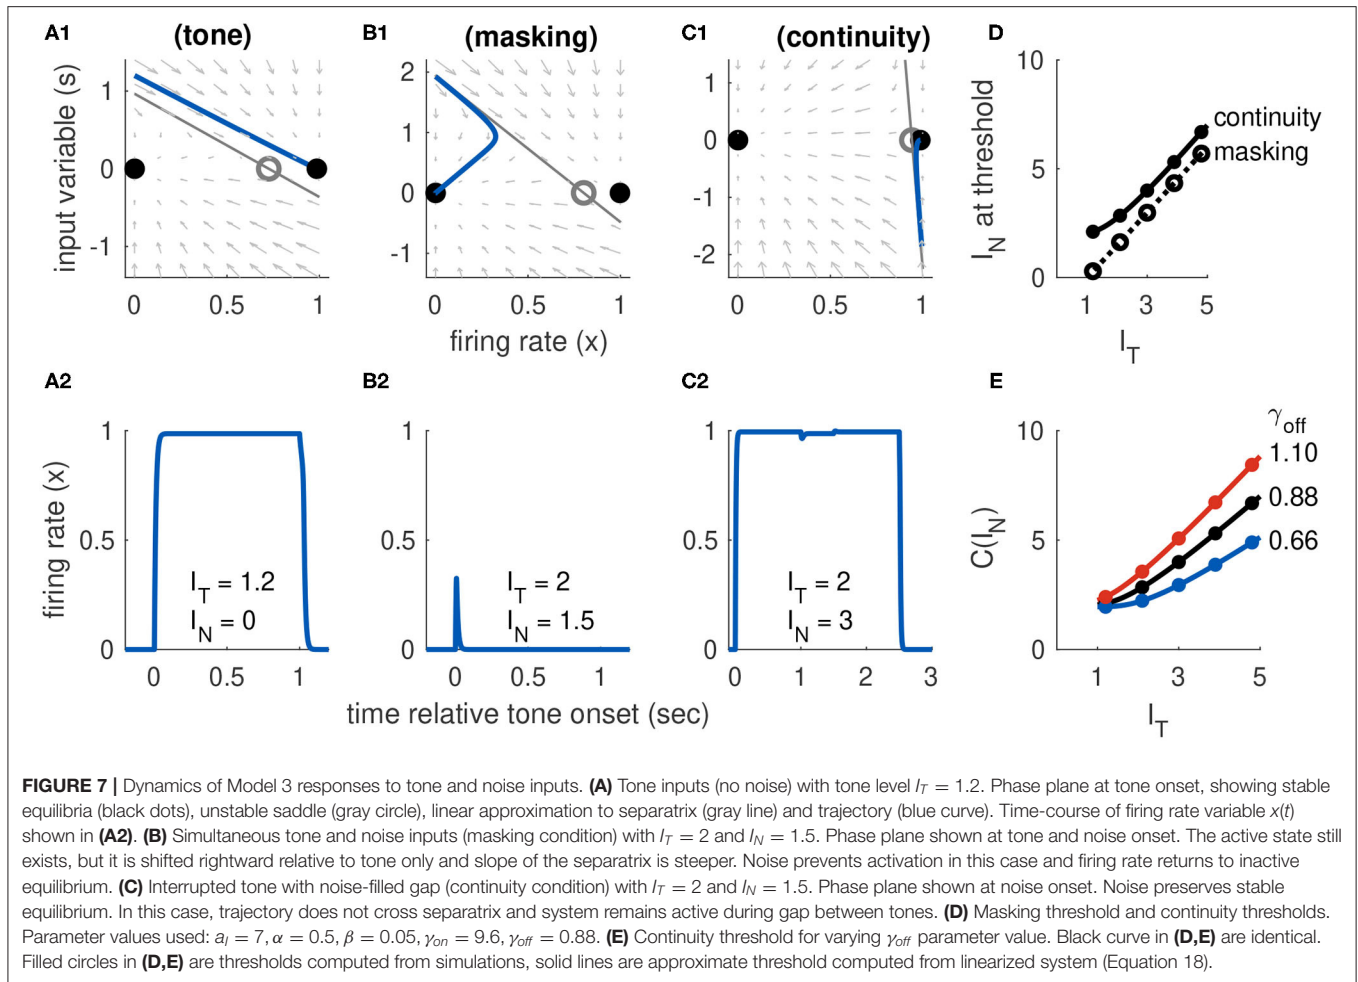 A1
(tone)
B1
(masking)
C1
(continuity)
D
input variable (s)
1
0
-1
0
0.5
1
2
1
0
-1
0
0.5
1
firing rate (x)
1
0
-1
-2
0
0.5
1
I_N at threshold
10
5
0
continuity
masking
1
3
5
I_T
A2
B2
C2
E
firing rate (x)
1
0.5
0
I_T = 1.2
I_N = 0
0
0.5
1
1
0.5
0
I_T = 2
I_N = 1.5
0
0.5
1
time relative tone onset (sec)
1
0.5
0
I_T = 2
I_N = 3
0
1
2
3
C(I_N)
10
5
0
γ_off
1.10
0.88
0.66
1
3
5
I_T
FIGURE 7 | Dynamics of Model 3 responses to tone and noise inputs. (A) Tone inputs (no noise) with tone level I_T = 1.2. Phase plane at tone onset, showing stable
equilibria (black dots), unstable saddle (gray circle), linear approximation to separatrix (gray line) and trajectory (blue curve). Time-course of firing rate variable x(t)
shown in (A2). (B) Simultaneous tone and noise inputs (masking condition) with I_T = 2 and I_N = 1.5. Phase plane shown at tone and noise onset. The active state still
exists, but it is shifted rightward relative to tone only and slope of the separatrix is steeper. Noise prevents activation in this case and firing rate returns to inactive
equilibrium. (C) Interrupted tone with noise-filled gap (continuity condition) with I_T = 2 and I_N = 1.5. Phase plane shown at noise onset. Noise preserves stable
equilibrium. In this case, trajectory does not cross separatrix and system remains active during gap between tones. (D) Masking threshold and continuity thresholds.
Parameter values used: a_I = 7, α = 0.5, β = 0.05, γ_on = 9.6, γ_off = 0.88. (E) Continuity threshold for varying γ_off parameter value. Black curve in (D,E) are identical.
Filled circles in (D,E) are thresholds computed from simulations, solid lines are approximate threshold computed from linearized system (Equation 18).